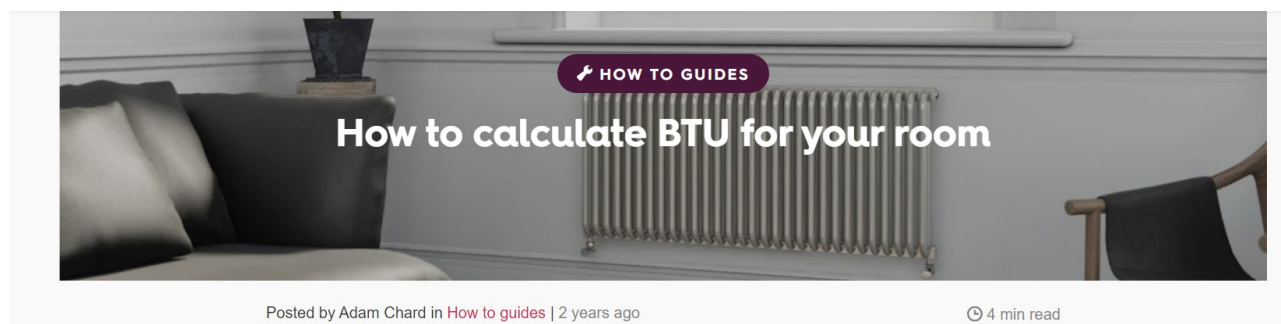 HOW TO GUIDES
How to calculate BTU for your room
Posted by Adam Chard in How to guides | 2 years ago
4 min read